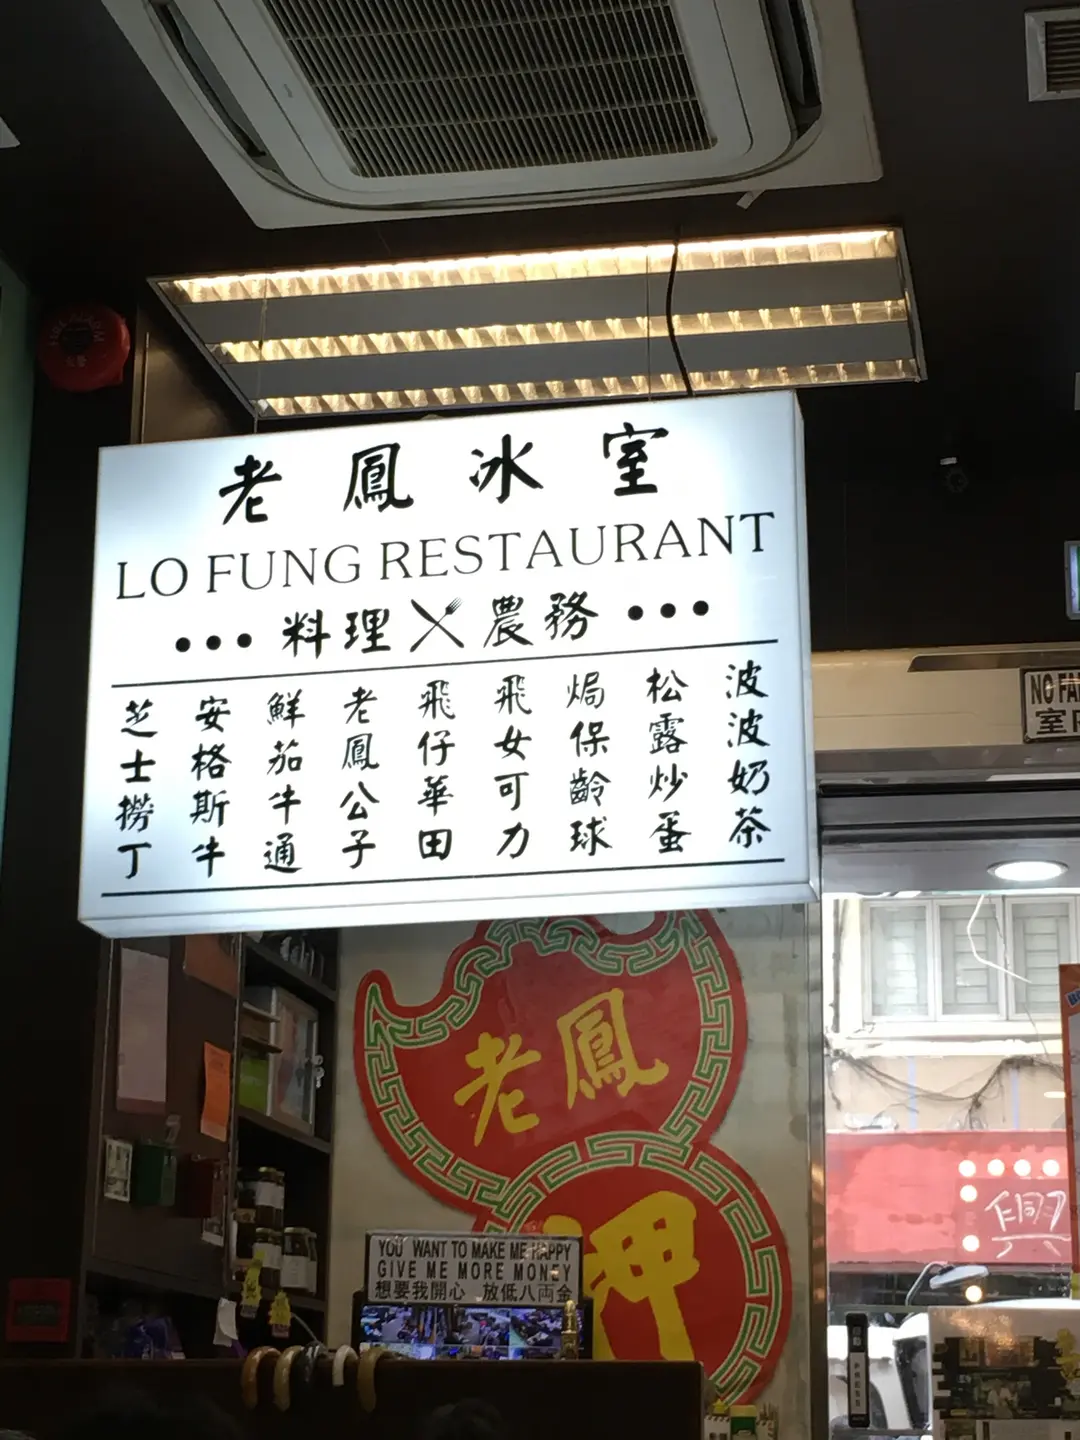 老鳳冰室
LO FUNG RESTAURANT
••• 料理 農務 •••
波波奶茶
松露炒蛋
焗保齡球
飛女可力
飛仔華田
老鳳公子
鮮茄牛通
安格斯牛
芝士撈丁
NO
室
老鳳
押
YOU WANT TO MAKE ME HAPPY
GIVE ME MORE MONEY
想要我開心 放低八両金